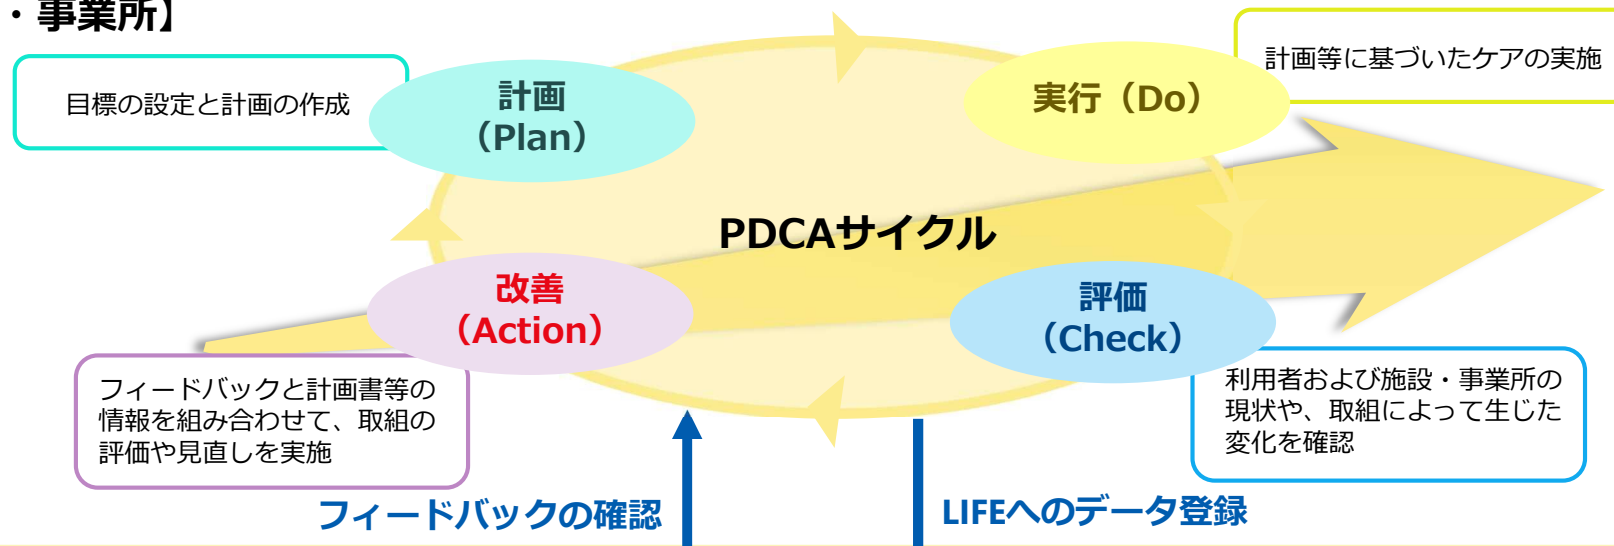 ・事業所】
目標の設定と計画の作成
計画
（Plan）
実行（Do）
計画等に基づいたケアの実施
PDCAサイクル
改善
（Action）
評価
（Check）
フィードバックと計画書等の
情報を組み合わせて、取組の
評価や見直しを実施
利用者および施設・事業所の
現状や、取組によって生じた
変化を確認
フィードバックの確認
LIFEへのデータ登録